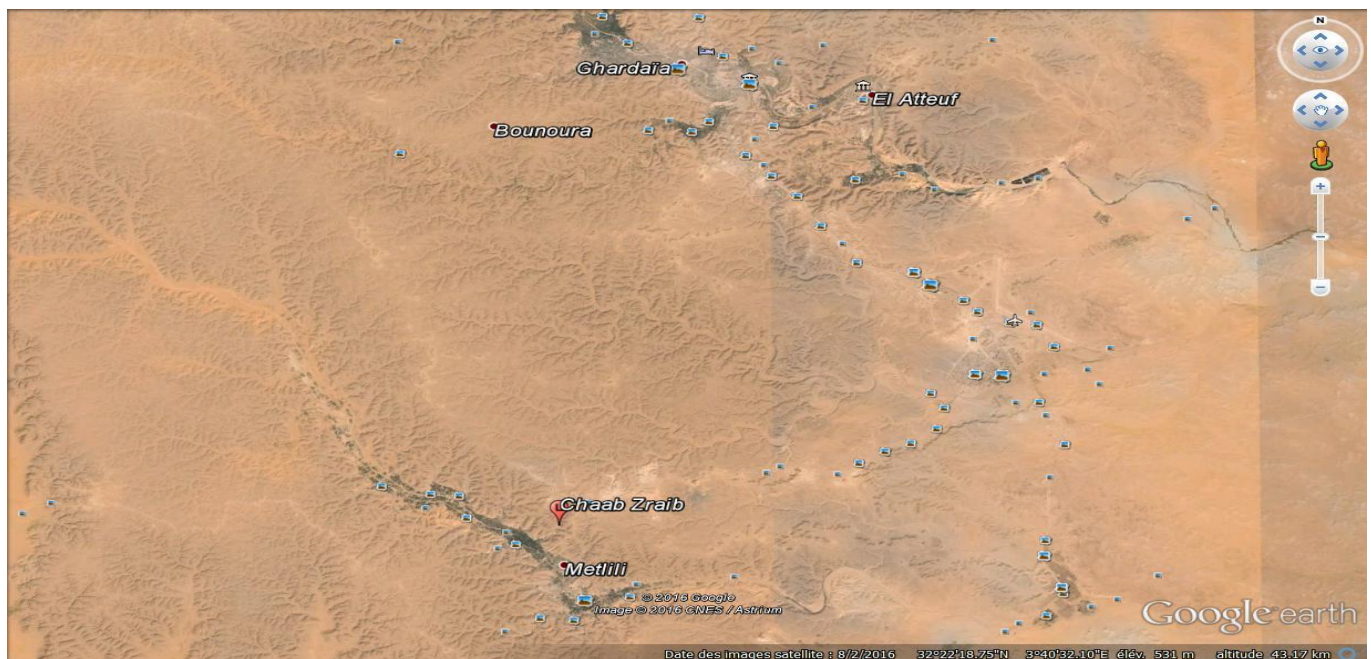 N
Ghardaïa
El Atteuf
Bounoura
Chaab Zraib
Metlili
© 2016 Google
Image © 2016 CNES / Astrium
Google earth
Date des images satellite : 8/2/2016 32°22'18.75"N 3°40'32.10"E élév. 531 m altitude 43.17 km